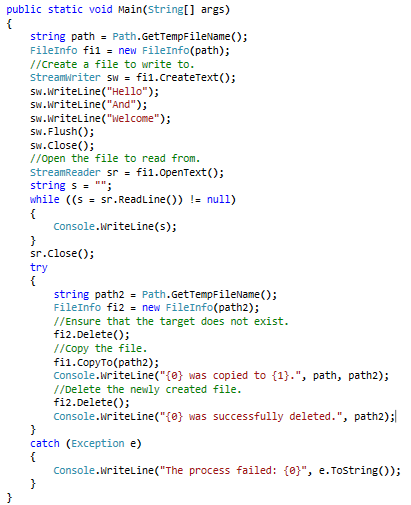 public static void Main(String[] args)
{
    string path = Path.GetTempFileName();
    FileInfo fi1 = new FileInfo(path);
    //Create a file to write to.
    StreamWriter sw = fi1.CreateText();
    sw.WriteLine("Hello");
    sw.WriteLine("And");
    sw.WriteLine("Welcome");
    sw.Flush();
    sw.Close();
    //Open the file to read from.
    StreamReader sr = fi1.OpenText();
    string s = "";
    while ((s = sr.ReadLine()) != null)
    {
        Console.WriteLine(s);
    }
    sr.Close();
    try
    {
        string path2 = Path.GetTempFileName();
        FileInfo fi2 = new FileInfo(path2);
        //Ensure that the target does not exist.
        fi2.Delete();
        //Copy the file.
        fi1.CopyTo(path2);
        Console.WriteLine("{0} was copied to {1}.", path, path2);
        //Delete the newly created file.
        fi2.Delete();
        Console.WriteLine("{0} was successfully deleted.", path2);
    }
    catch (Exception e)
    {
        Console.WriteLine("The process failed: {0}", e.ToString());
    }
}